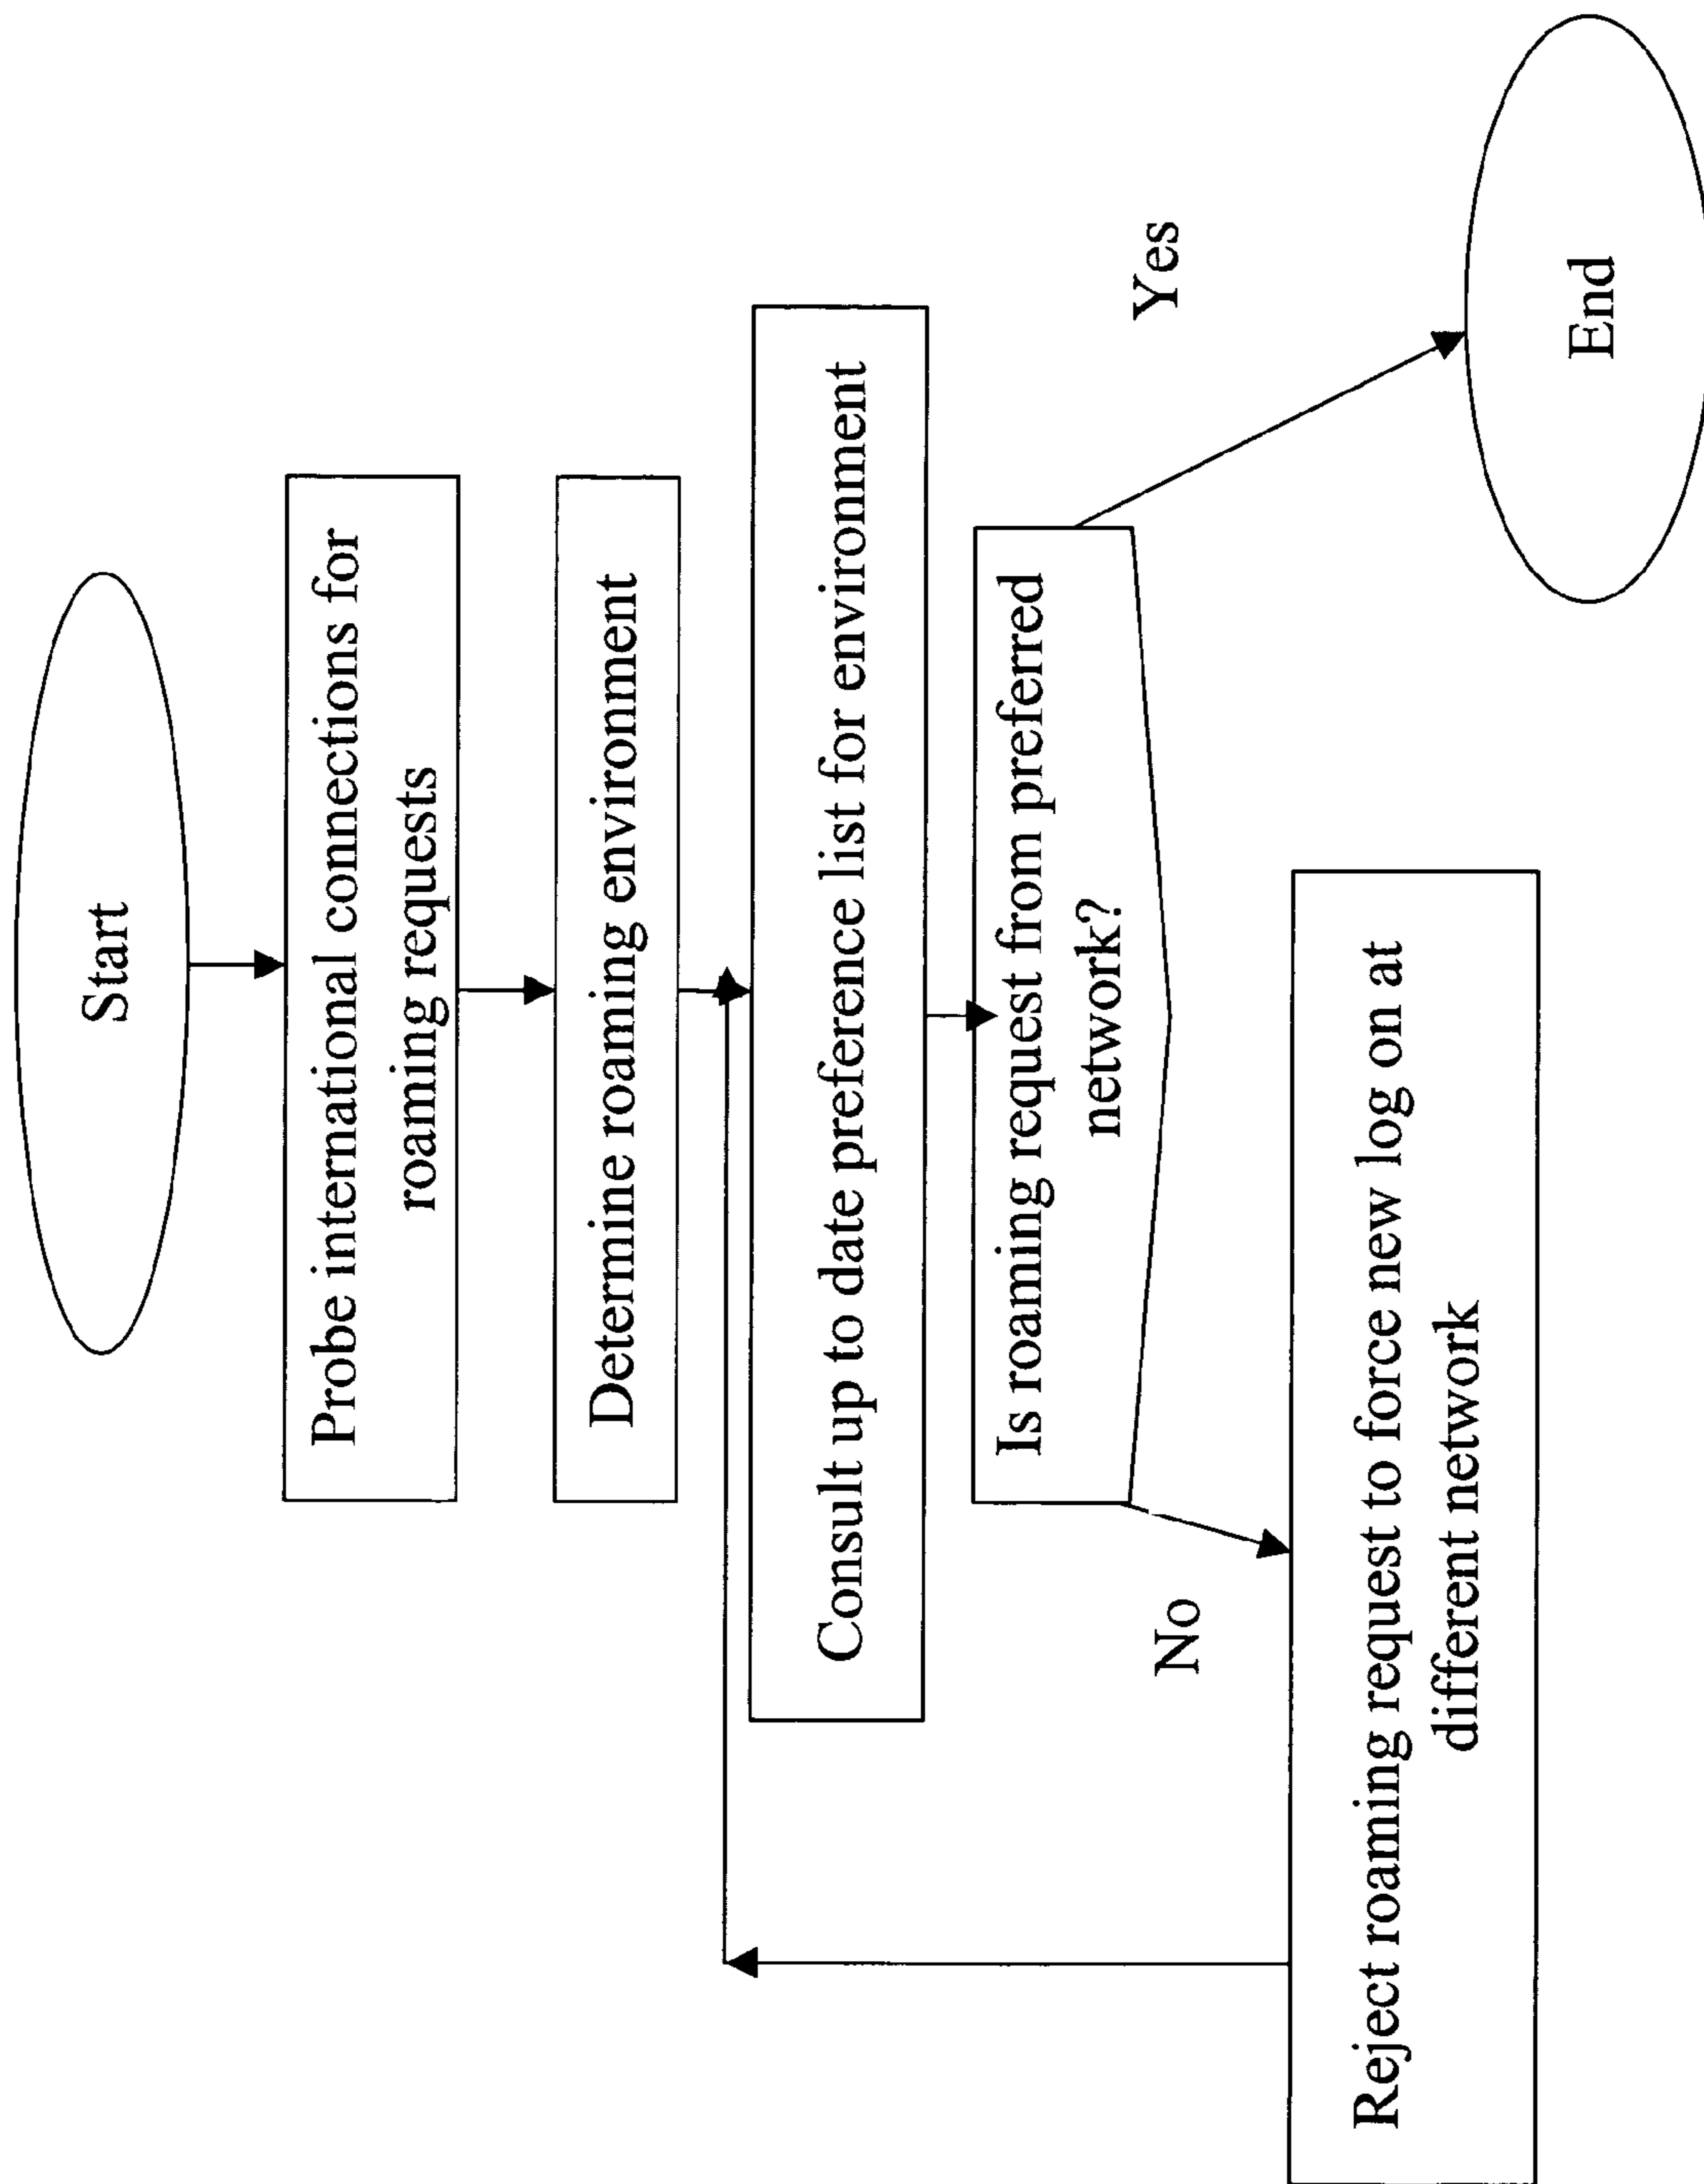 Start
Probe international connections for
roaming requests
Determine roaming environment
Consult up to date preference list for environment
Is roaming request from preferred
network?
No
Yes
Reject roaming request to force new log on at
different network
End